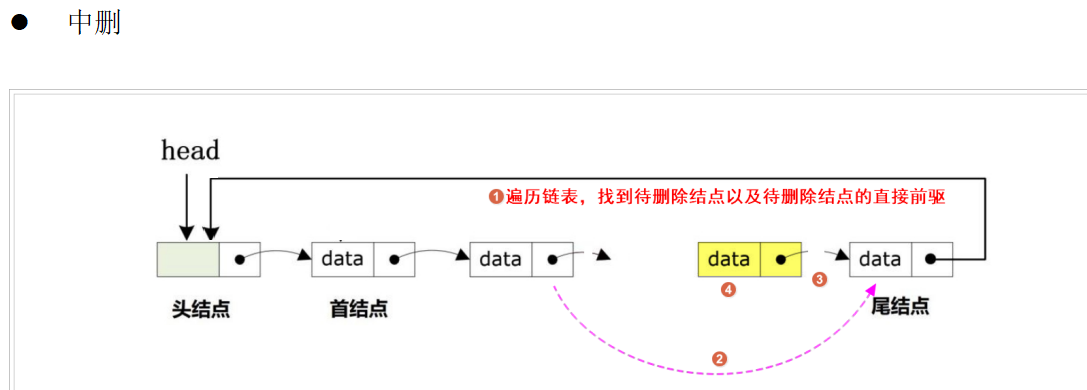 ● 中删
head
❶遍历链表，找到待删除结点以及待删除结点的直接前驱
data data data data
❹ ❸
头结点 首结点 尾结点
❷